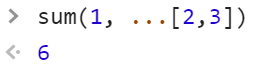 > sum(1, ...[2,3])
<· 6